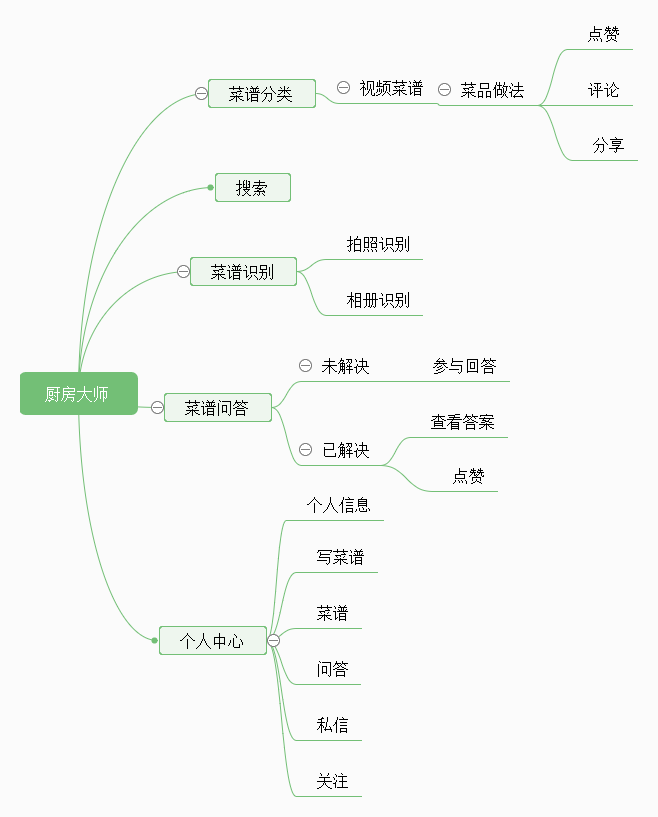 厨房大师
菜谱分类
视频菜谱
菜品做法
点赞
评论
分享
搜索
菜谱识别
拍照识别
相册识别
菜谱问答
未解决
参与回答
已解决
查看答案
点赞
个人中心
个人信息
写菜谱
菜谱
问答
私信
关注